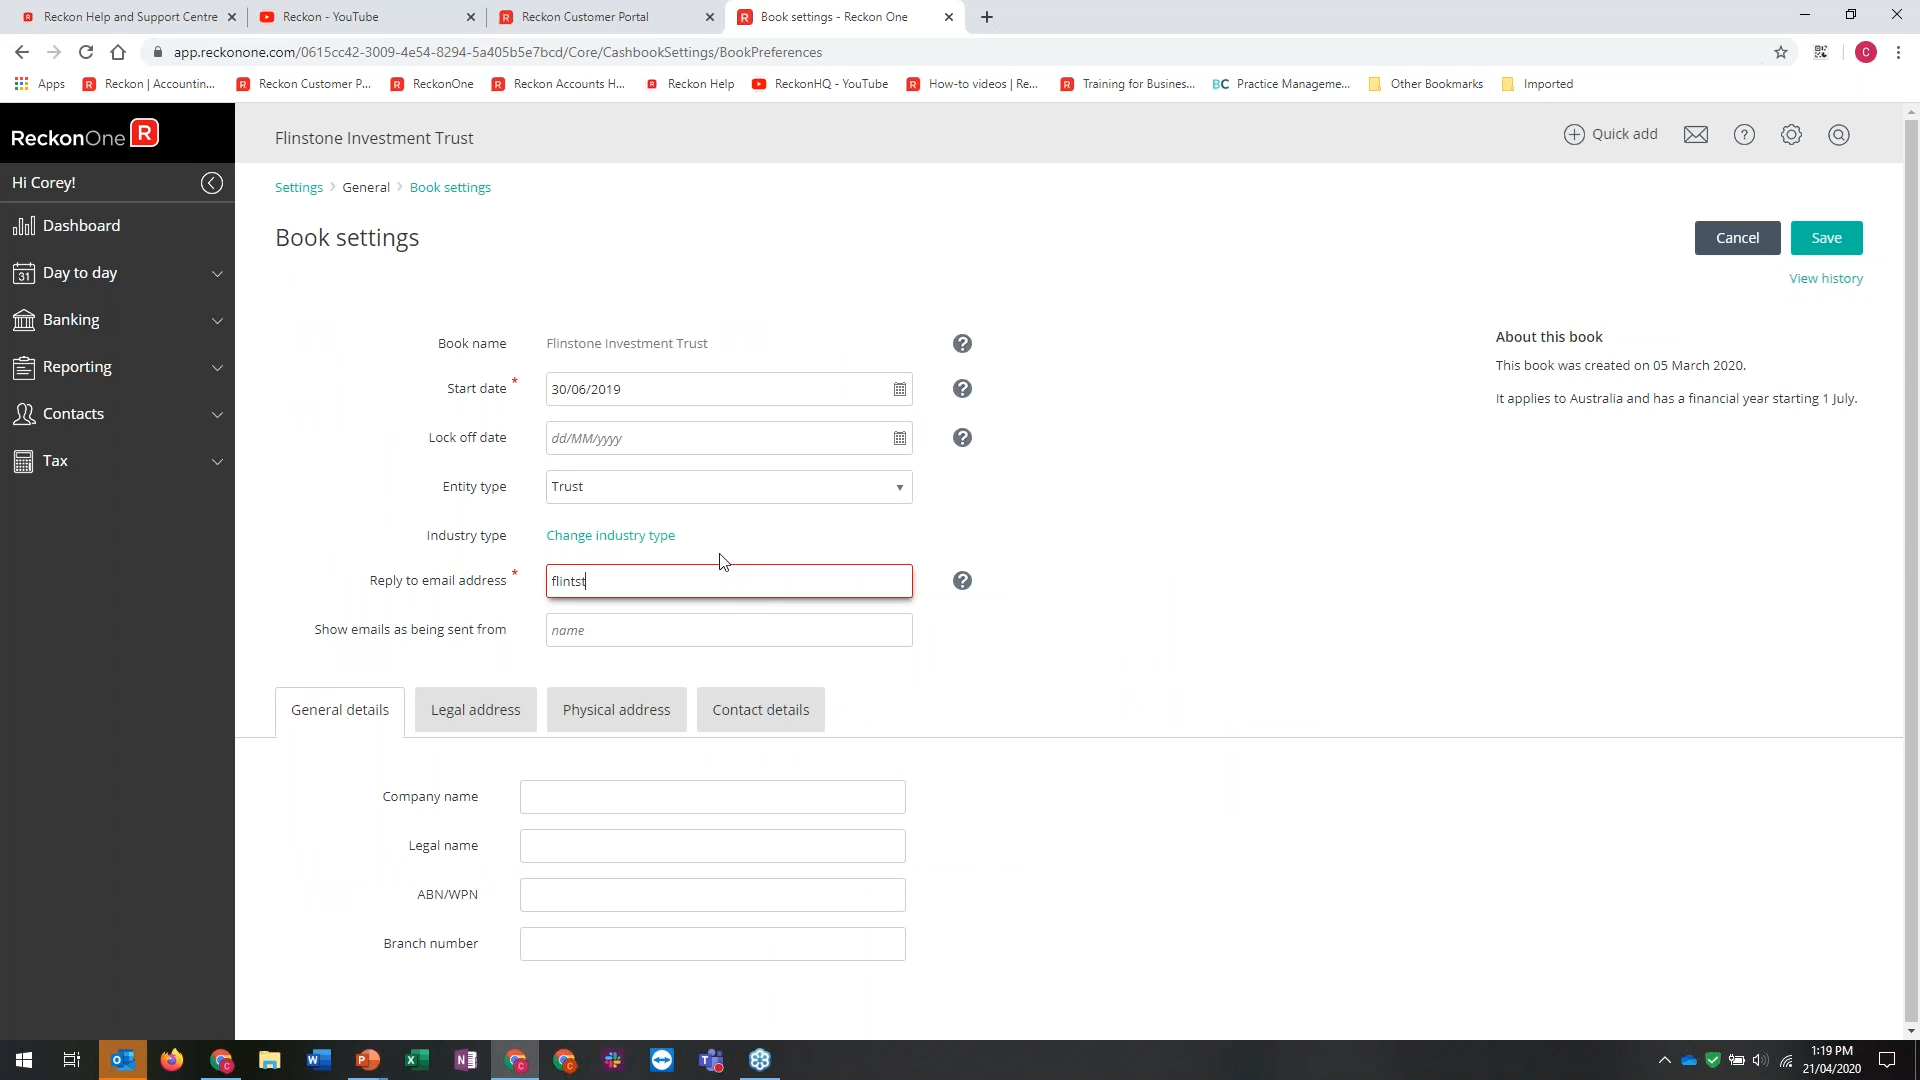 Reckon Help and Support Centre
Reckon - YouTube
Reckon Customer Portal
Book settings - Reckon One
app.reckonone.com/0615cc42-3009-4e54-8294-5a405b5e7bcd/Core/CashbookSettings/BookPreferences
C
Apps
Reckon | Accountin...
Reckon Customer P...
ReckonOne
Reckon Accounts H...
Reckon Help
ReckonHQ - YouTube
How-to videos | Re...
Training for Busines...
BC Practice Manageme...
Other Bookmarks
Imported
ReckonOne R
Flinstone Investment Trust
Quick add
Hi Corey!
Settings
General
Book settings
Dashboard
Book settings
Cancel
Save
31 Day to day
View history
Banking
Book name
Flinstone Investment Trust
About this book
This book was created on 05 March 2020.
Reporting
Start date *
30/06/2019
It applies to Australia and has a financial year starting 1 July.
Contacts
Lock off date
dd/MM/yyyy
Tax
Entity type
Trust
Industry type
Change industry type
Reply to email address *
flintst
Show emails as being sent from
name
General details
Legal address
Physical address
Contact details
Company name
Legal name
ABN/WPN
Branch number
1:19 PM
21/04/2020